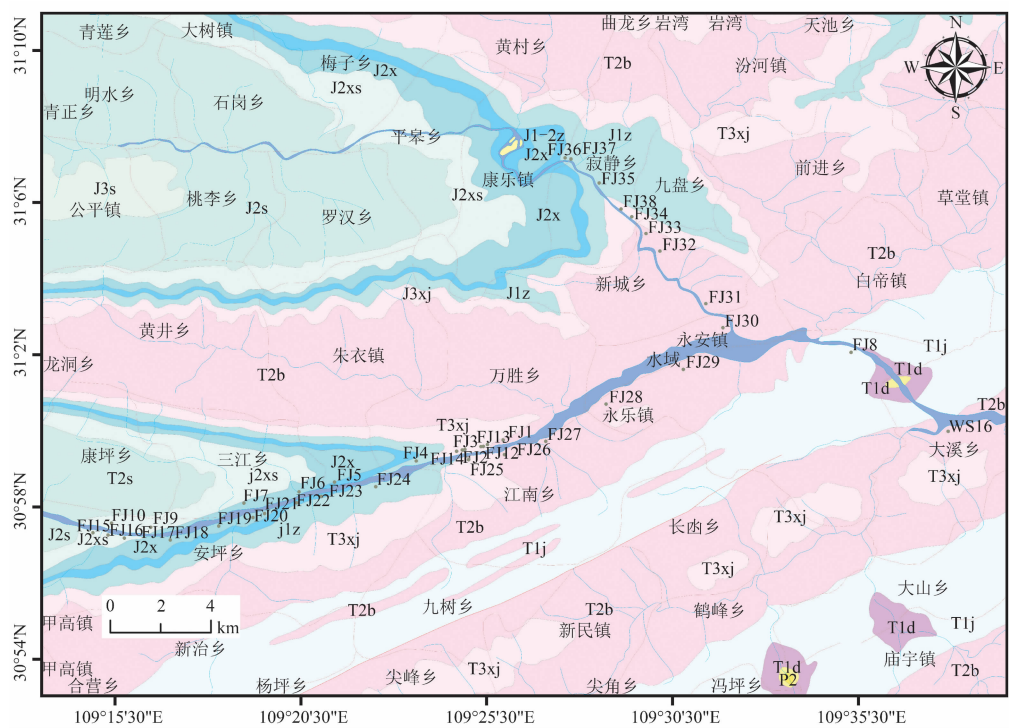 青莲乡
大树镇
曲龙乡
岩湾
岩湾
天池乡
N
31°10'N
黄村乡
梅子乡
J2x
T2b
汾河镇
W
E
J2xs
明水乡
石岗乡
青正乡
S
平皋乡
J1-2z
J1z
T3xj
J2x
FJ36
FJ37
寂静乡
前进乡
康乐镇
FJ35
九盘乡
J3s
桃李乡
J2xs
草堂镇
31°6'N
公平镇
J2s
罗汉乡
J2x
FJ38
FJ34
FJ33
FJ32
T2b
新城乡
白帝镇
J3xj
J1z
FJ31
FJ30
黄井乡
永安镇
31°2'N
朱衣镇
水域
FJ29
FJ8
T1j
龙洞乡
T2b
万胜乡
T1d
T1d
FJ28
T2b
永乐镇
T3xj
FJ1
WS16
FJ3
FJ13
FJ27
大溪乡
康坪乡
三江乡
J2x
FJ4
FJ14
FJ2
FJ12
FJ26
T2s
j2xs
FJ5
FJ25
T3xj
FJ6
FJ24
江南乡
FJ7
FJ23
30°58'N
FJ10
FJ9
FJ21
FJ22
FJ15
FJ16
FJ17
FJ18
FJ19
FJ20
T2b
长凼乡
T3xj
J2s
J2xs
J2x
安坪乡
j1z
T3xj
T1j
T3xj
大山乡
0 2 4
km
T2b
九树乡
T2b
鹤峰乡
甲高镇
新民镇
T1d
T1j
新治乡
30°54'N
甲高镇
尖峰乡
T3xj
T1d
庙宇镇
P2
T2b
合营乡
杨坪乡
尖角乡
冯坪乡
109°15'30"E
109°20'30"E
109°25'30"E
109°30'30"E
109°35'30"E